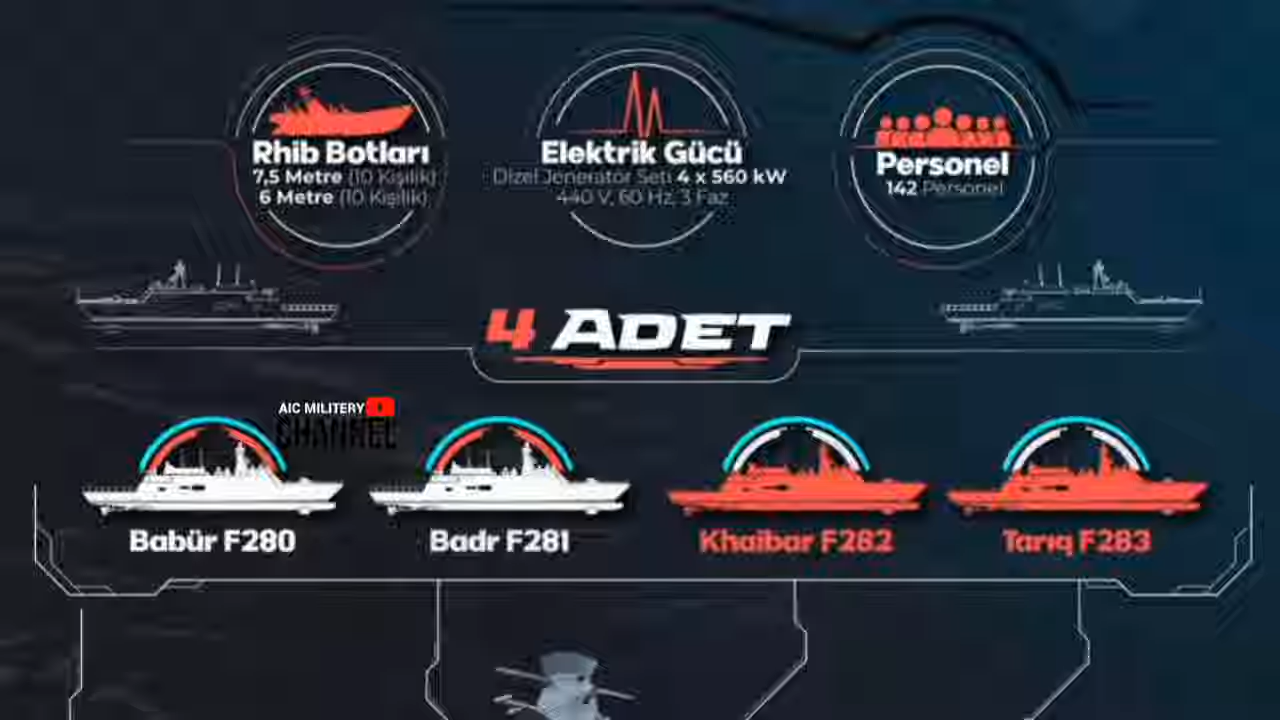 Rhib Botları
7,5 Metre (10 Kişilik)
6 Metre (10 Kişilik)
Elektrik Gücü
Dizel Jeneratör Seti 4 x 560 kW
440 V, 60 Hz, 3 Faz
Personel
142 Personel
4 ADET
AIC MILITERY
CHANNEL
Babür F280
Badr F281
Khaibar F282
Tarıq F283